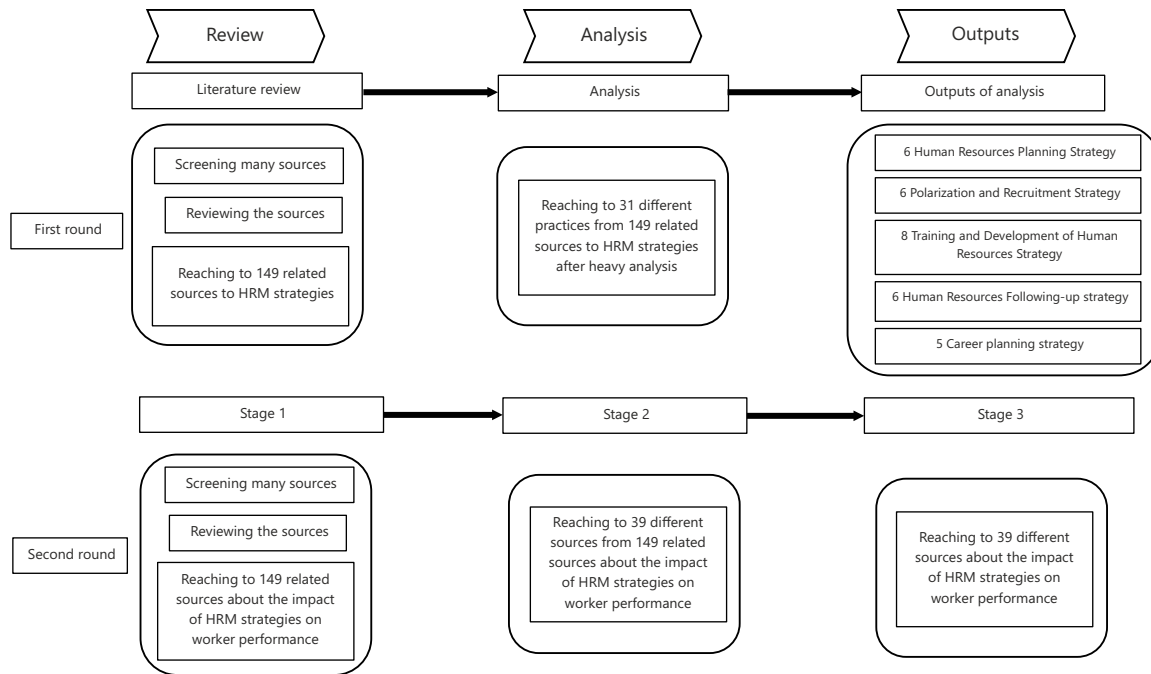 Review
Analysis
Outputs
Literature review
Analysis
Outputs of analysis
First round
Screening many sources
Reviewing the sources
Reaching to 149 related
sources to HRM strategies
Reaching to 31 different
practices from 149 related
sources to HRM strategies
after heavy analysis
6 Human Resources Planning Strategy
6 Polarization and Recruitment Strategy
8 Training and Development of Human
Resources Strategy
6 Human Resources Following-up strategy
5 Career planning strategy
Stage 1
Stage 2
Stage 3
Second round
Screening many sources
Reviewing the sources
Reaching to 149 related
sources about the impact
of HRM strategies on
worker performance
Reaching to 39 different
sources from 149 related
sources about the impact
of HRM strategies on
worker performance
Reaching to 39 different
sources about the impact
of HRM strategies on
worker performance